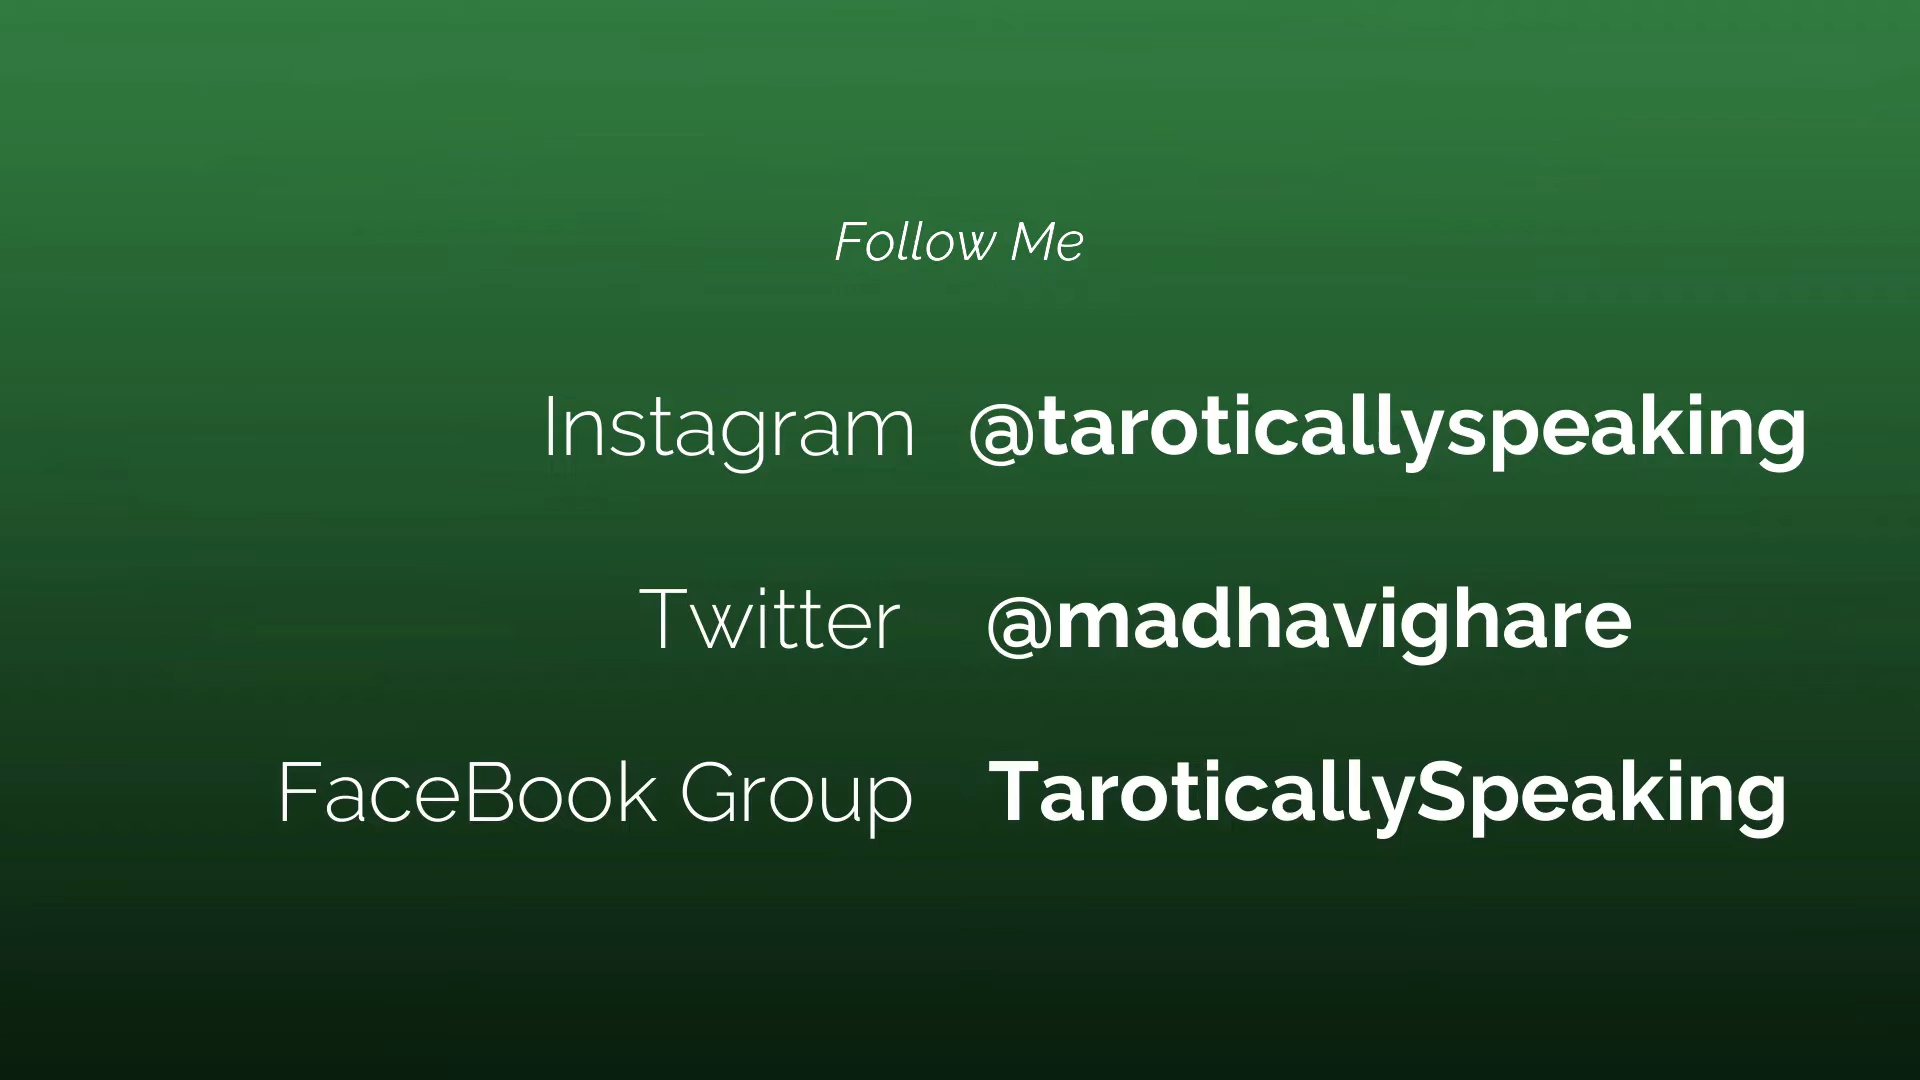 Follow Me
Instagram @taroticallyspeaking
Twitter @madhavighare
FaceBook Group TaroticallySpeaking